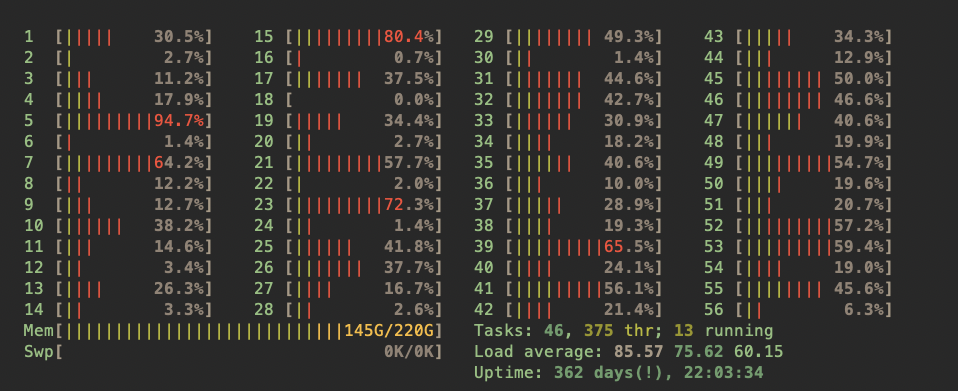 1 [||||| 30.5%] 15 [||||||||||80.4%] 29 [|||||||| 49.3%] 43 [||||| 34.3%]
2 [| 2.7%] 16 [| 0.7%] 30 [|| 1.4%] 44 [||| 12.9%]
3 [||| 11.2%] 17 [||||||| 37.5%] 31 [||||||| 44.6%] 45 [|||||||| 50.0%]
4 [|||| 17.9%] 18 [ 0.0%] 32 [||||||| 42.7%] 46 [|||||||| 46.6%]
5 [||||||||||94.7%] 19 [||||| 34.4%] 33 [||||| 30.9%] 47 [|||||| 40.6%]
6 [| 1.4%] 20 [|| 2.7%] 34 [||| 18.2%] 48 [||| 19.9%]
7 [||||||||||64.2%] 21 [||||||||||57.7%] 35 [|||||| 40.6%] 49 [|||||||||54.7%]
8 [|| 12.2%] 22 [| 2.0%] 36 [||| 10.0%] 50 [|||| 19.6%]
9 [||| 12.7%] 23 [||||||||||72.3%] 37 [||||| 28.9%] 51 [||| 20.7%]
10 [|||||| 38.2%] 24 [|| 1.4%] 38 [|||| 19.3%] 52 [|||||||||57.2%]
11 [||| 14.6%] 25 [||||||| 41.8%] 39 [|||||||||65.5%] 53 [|||||||||59.4%]
12 [|| 3.4%] 26 [|||||||| 37.7%] 40 [|||| 24.1%] 54 [|| 19.0%]
13 [|||| 26.3%] 27 [|||| 16.7%] 41 [|||||||||56.1%] 55 [|||||||| 45.6%]
14 [|| 3.3%] 28 [|| 2.6%] 42 [|||| 21.4%] 56 [|| 6.3%]
Mem[||||||||||||||||||||||||||||145G/220G] Tasks: 46, 375 thr; 13 running
Swp[ 0K/0K] Load average: 85.57 75.62 60.15
Uptime: 362 days(!), 22:03:34